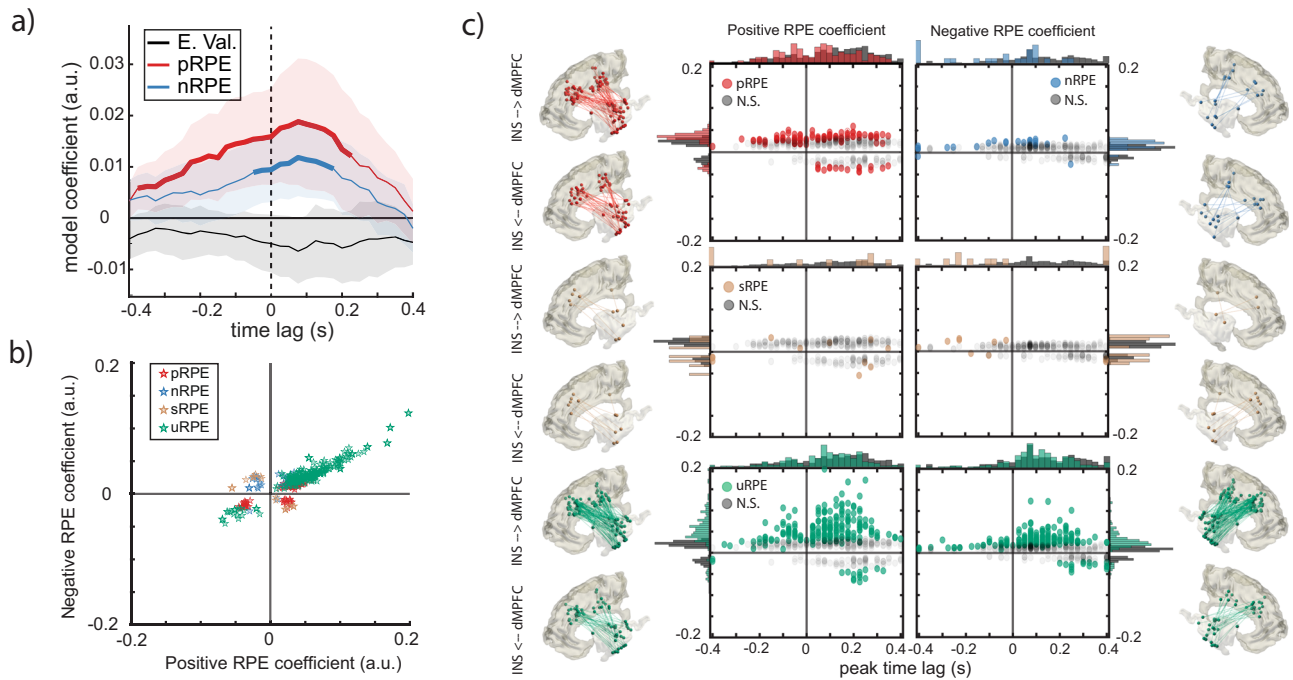 a)
E. Val.
pRPE
nRPE
0.03
0.02
0.01
0
-0.01
model coefficient (a.u.)
-0.4
-0.2
0
0.2
0.4
time lag (s)
b)
0.2
0
-0.2
Negative RPE coefficient (a.u.)
pRPE
nRPE
sRPE
uRPE
-0.2
0
0.2
Positive RPE coefficient (a.u.)
c)
Positive RPE coefficient
Negative RPE coefficient
INS --> dMPFC
INS <-- dMPFC
INS --> dMPFC
INS <-- dMPFC
INS --> dMPFC
INS <-- dMPFC
0.2
pRPE
N.S.
-0.2
0.2
nRPE
N.S.
-0.2
0.2
sRPE
N.S.
-0.2
0.2
-0.2
0.2
uRPE
N.S.
-0.2
0.2
-0.2
-0.4
-0.2
0
0.2
0.4
-0.4
-0.2
0
0.2
0.4
peak time lag (s)